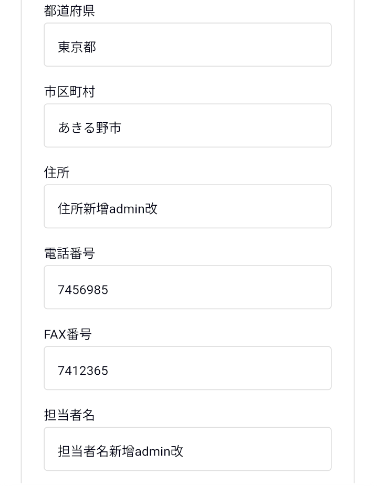 都道府県
東京都
市区町村
あきる野市
住所
住所新增admin改
電話番号
7456985
FAX番号
7412365
担当者名
担当者名新增admin改